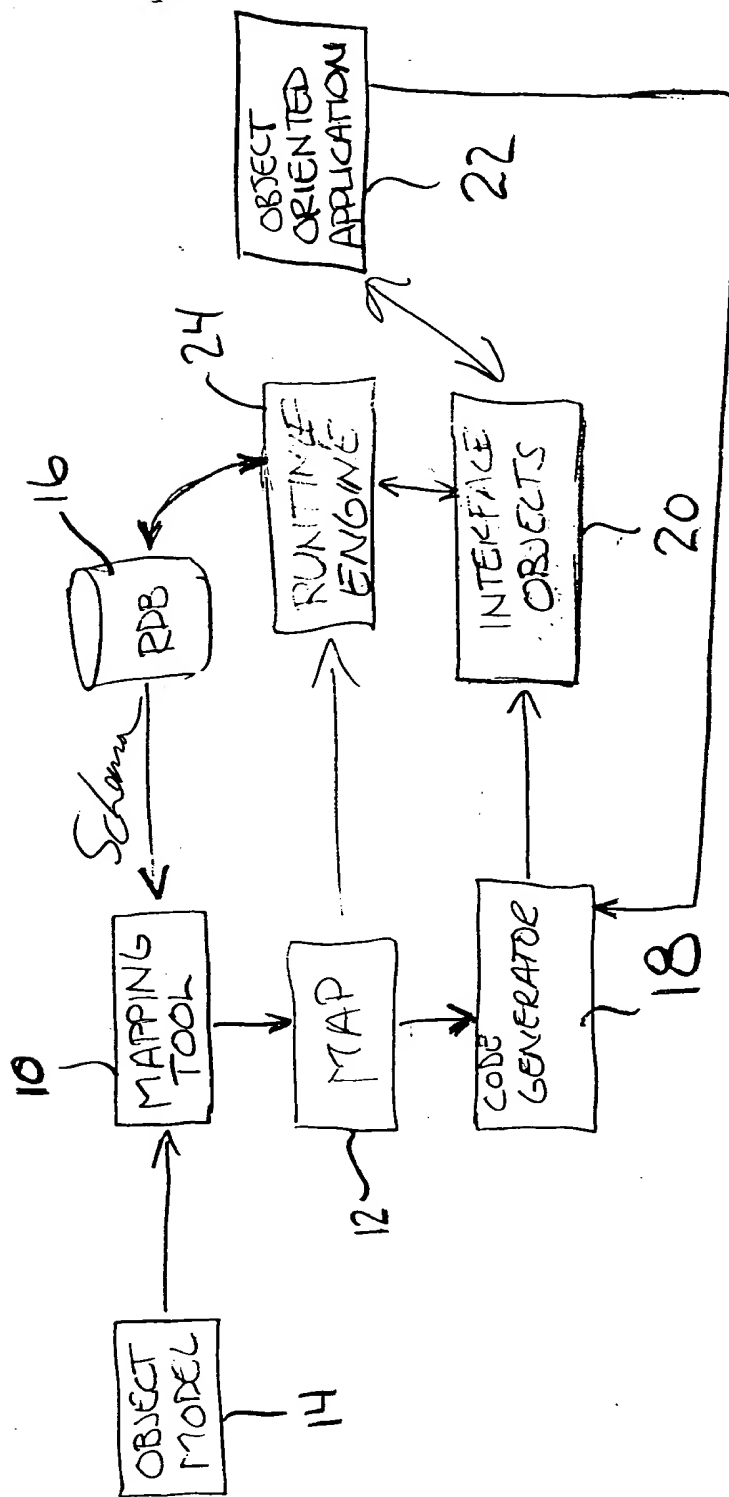 OBJECT
MODEL
14
10
MAPPING
TOOL
Schema
RDB
16
MAP
12
RUNTIME
ENGINE
24
CODE
GENERATOR
18
INTERFACE
OBJECTS
20
OBJECT
ORIENTED
APPLICATION
22